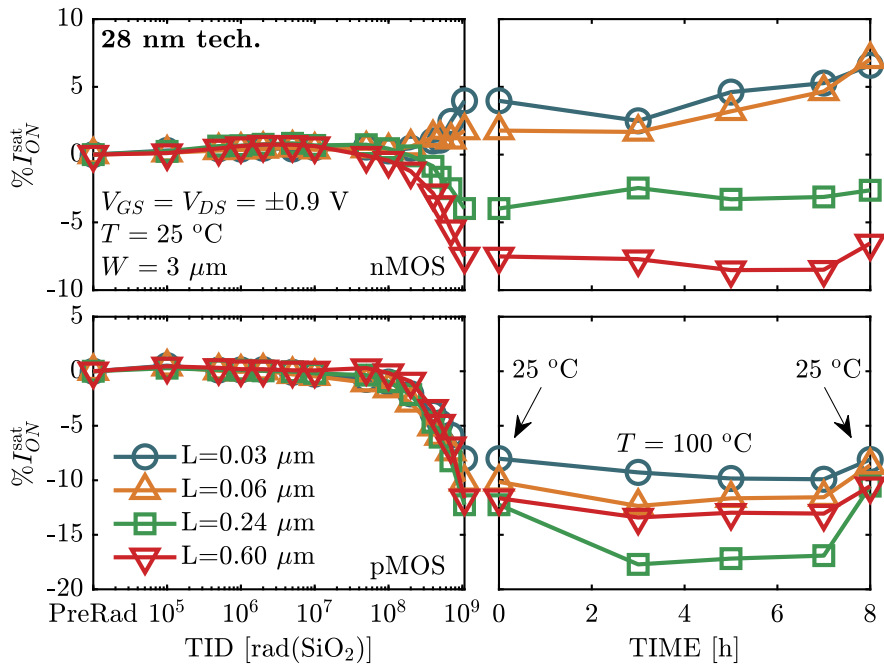 28 nm tech.
%I_ON^sat
10
5
0
-5
-10
V_GS = V_DS = ±0.9 V
T = 25 °C
W = 3 μm
nMOS
%I_ON^sat
5
0
-5
-10
-15
-20
L=0.03 μm
L=0.06 μm
L=0.24 μm
L=0.60 μm
pMOS
25 °C
25 °C
T = 100 °C
PreRad 10^5 10^6 10^7 10^8 10^9
0 2 4 6 8
TID [rad(SiO₂)]
TIME [h]